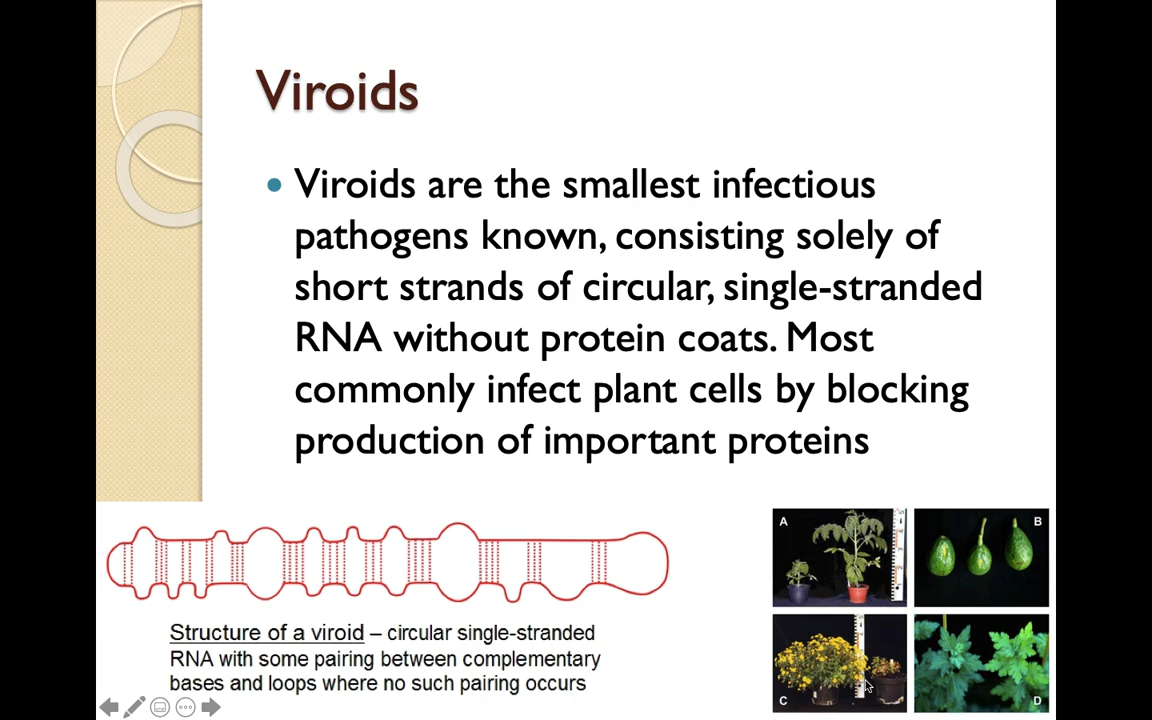 Viroids
Viroids are the smallest infectious
pathogens known, consisting solely of
short strands of circular, single-stranded
RNA without protein coats. Most
commonly infect plant cells by blocking
production of important proteins
Structure of a viroid – circular single-stranded
RNA with some pairing between complementary
bases and loops where no such pairing occurs
A
B
C
D